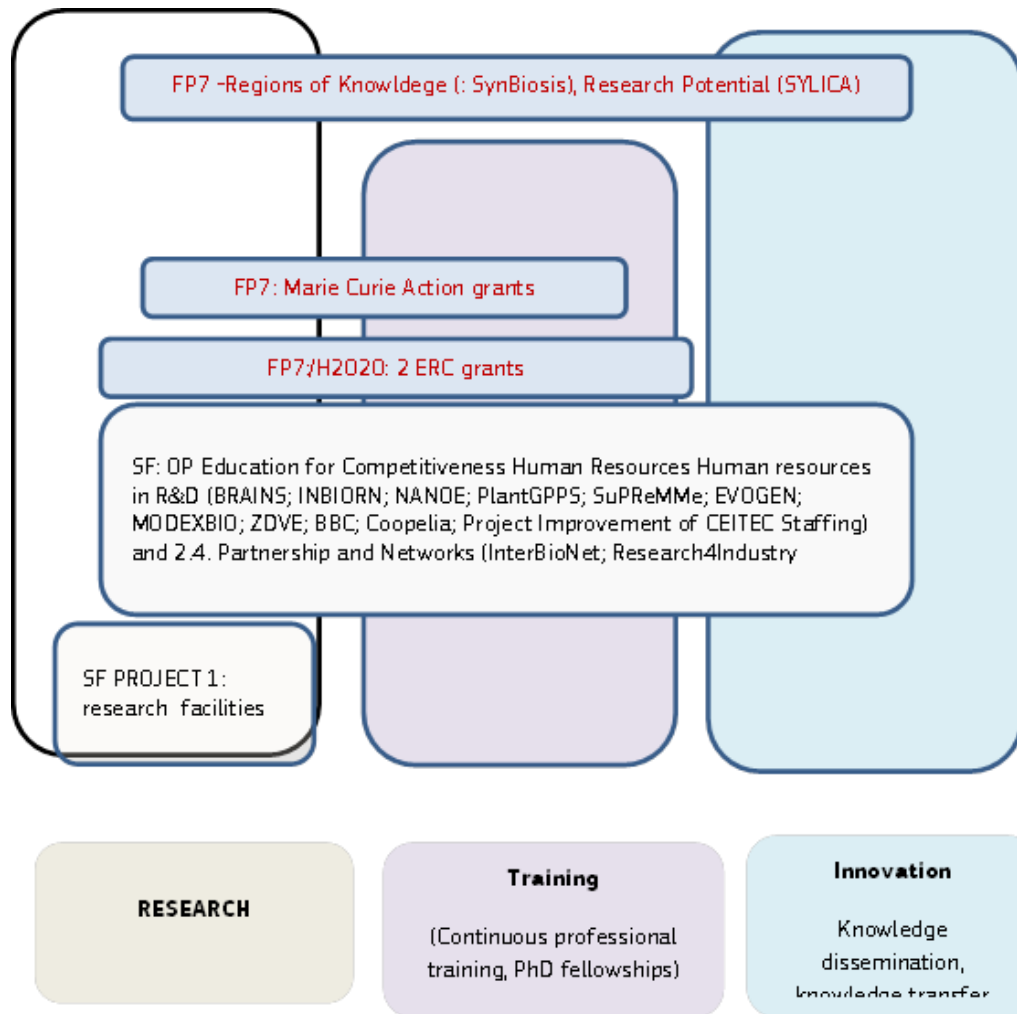 FP7 -Regions of Knowldege (: SynBiosis), Research Potential (SYLICA)
FP7: Marie Curie Action grants
FP7:/H2020: 2 ERC grants
SF: OP Education for Competitiveness Human Resources Human resources
in R&D (BRAINS; INBIORN; NANOE; PlantGPPS; SuPReMMe; EVOGEN;
MODEXBIO; ZDVE; BBC; Coopelia; Project Improvement of CEITEC Staffing)
and 2.4. Partnership and Networks (InterBioNet; Research4Industry
SF PROJECT 1:
research facilities
RESEARCH
Training
(Continuous professional
training, PhD fellowships)
Innovation
Knowledge
dissemination,
knowledge transfer